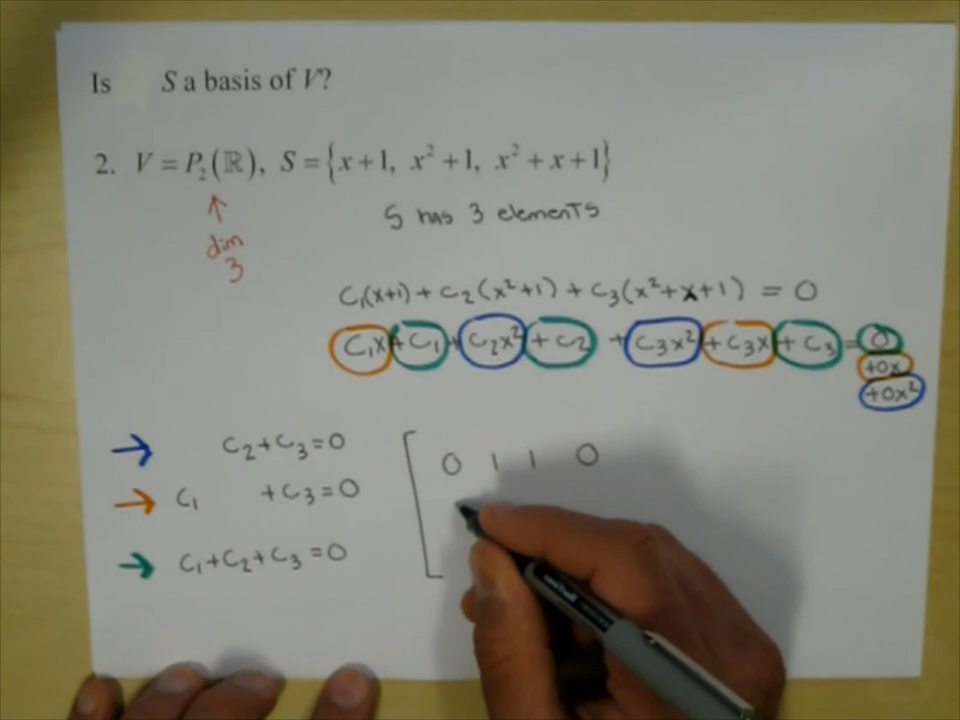 Is S a basis of V?
2. V = P₂(ℝ), S = {x+1, x²+1, x²+x+1}
↑
S has 3 elements
dim
3
C₁(x+1) + C₂(x²+1) + C₃(x²+x+1) = 0
C₁x + C₁ + C₂x² + C₂ + C₃x² + C₃x + C₃ = 0
+0x
+0x²
→ C₂+C₃=0
→ C₁ +C₃=0
→ C₁+C₂+C₃=0
[ 0 1 1 0